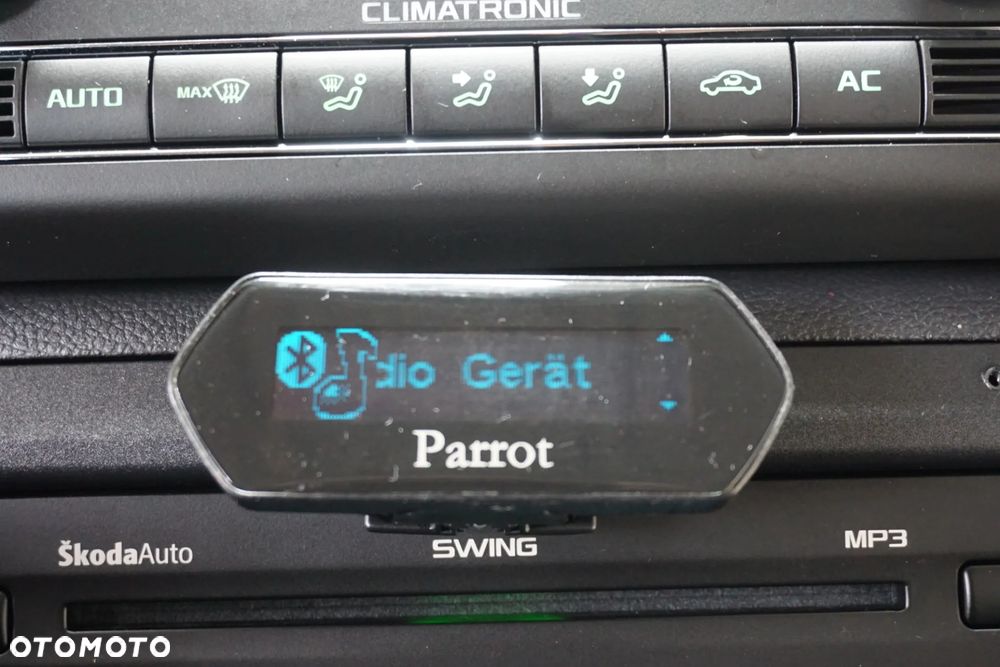 CLIMATRONIC
AUTO
MAX
AC
dio Gerät
Parrot
ŠkodaAuto
SWING
MP3
OTOMOTO